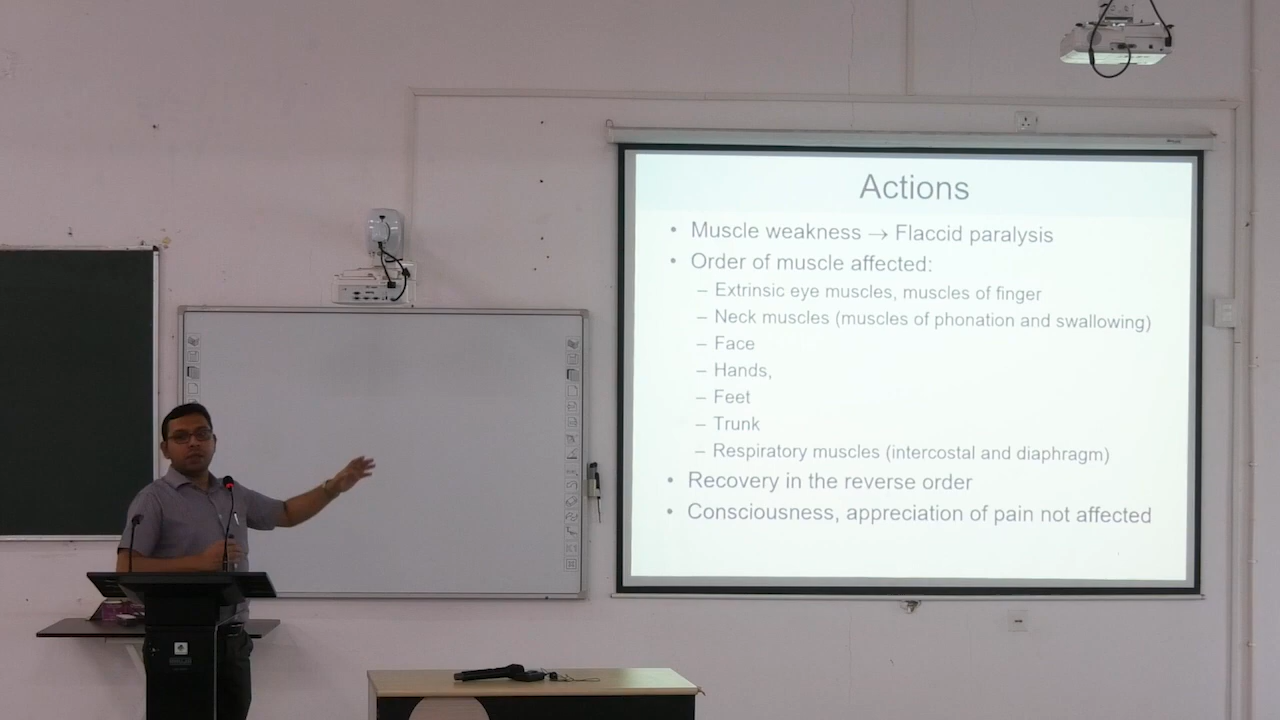 Actions
• Muscle weakness → Flaccid paralysis
• Order of muscle affected:
– Extrinsic eye muscles, muscles of finger
– Neck muscles (muscles of phonation and swallowing)
– Face
– Hands,
– Feet
– Trunk
– Respiratory muscles (intercostal and diaphragm)
• Recovery in the reverse order
• Consciousness, appreciation of pain not affected